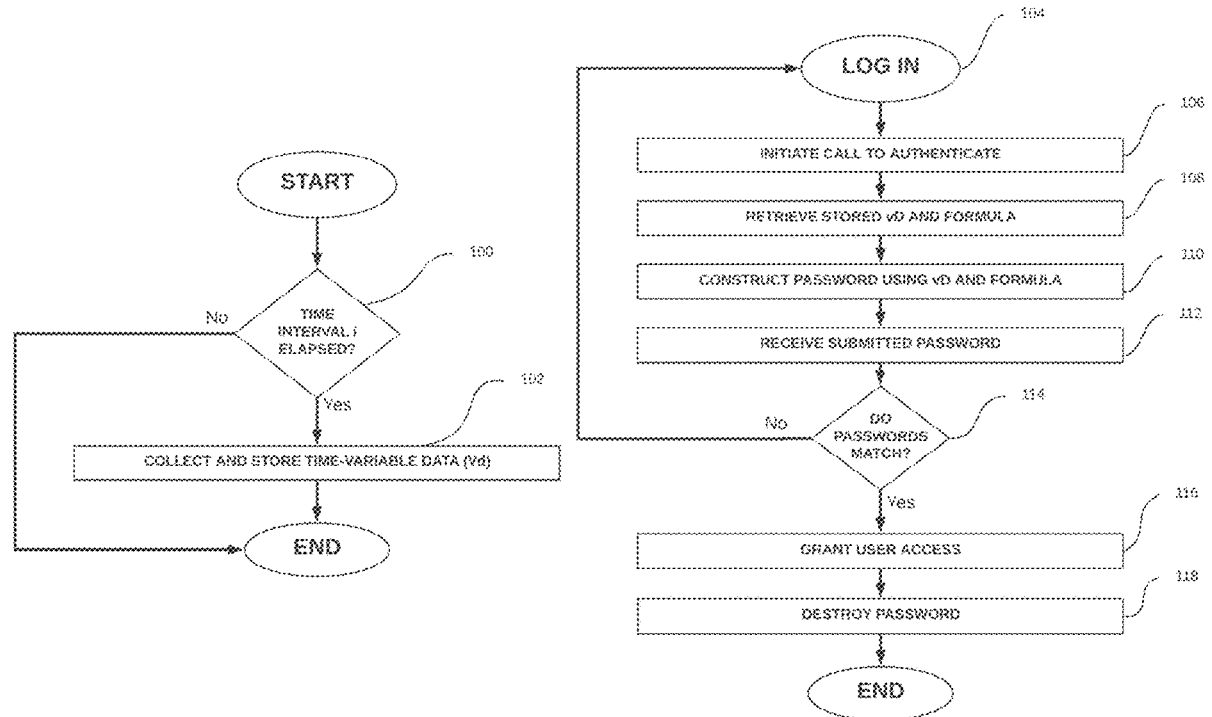 START
100
TIME
INTERVAL i
ELAPSED?
No
Yes
102
COLLECT AND STORE TIME-VARIABLE DATA (Vd)
END
104
LOG IN
106
INITIATE CALL TO AUTHENTICATE
108
RETRIEVE STORED vD AND FORMULA
110
CONSTRUCT PASSWORD USING vD AND FORMULA
112
RECEIVE SUBMITTED PASSWORD
114
DO
PASSWORDS
MATCH?
No
Yes
116
GRANT USER ACCESS
118
DESTROY PASSWORD
END